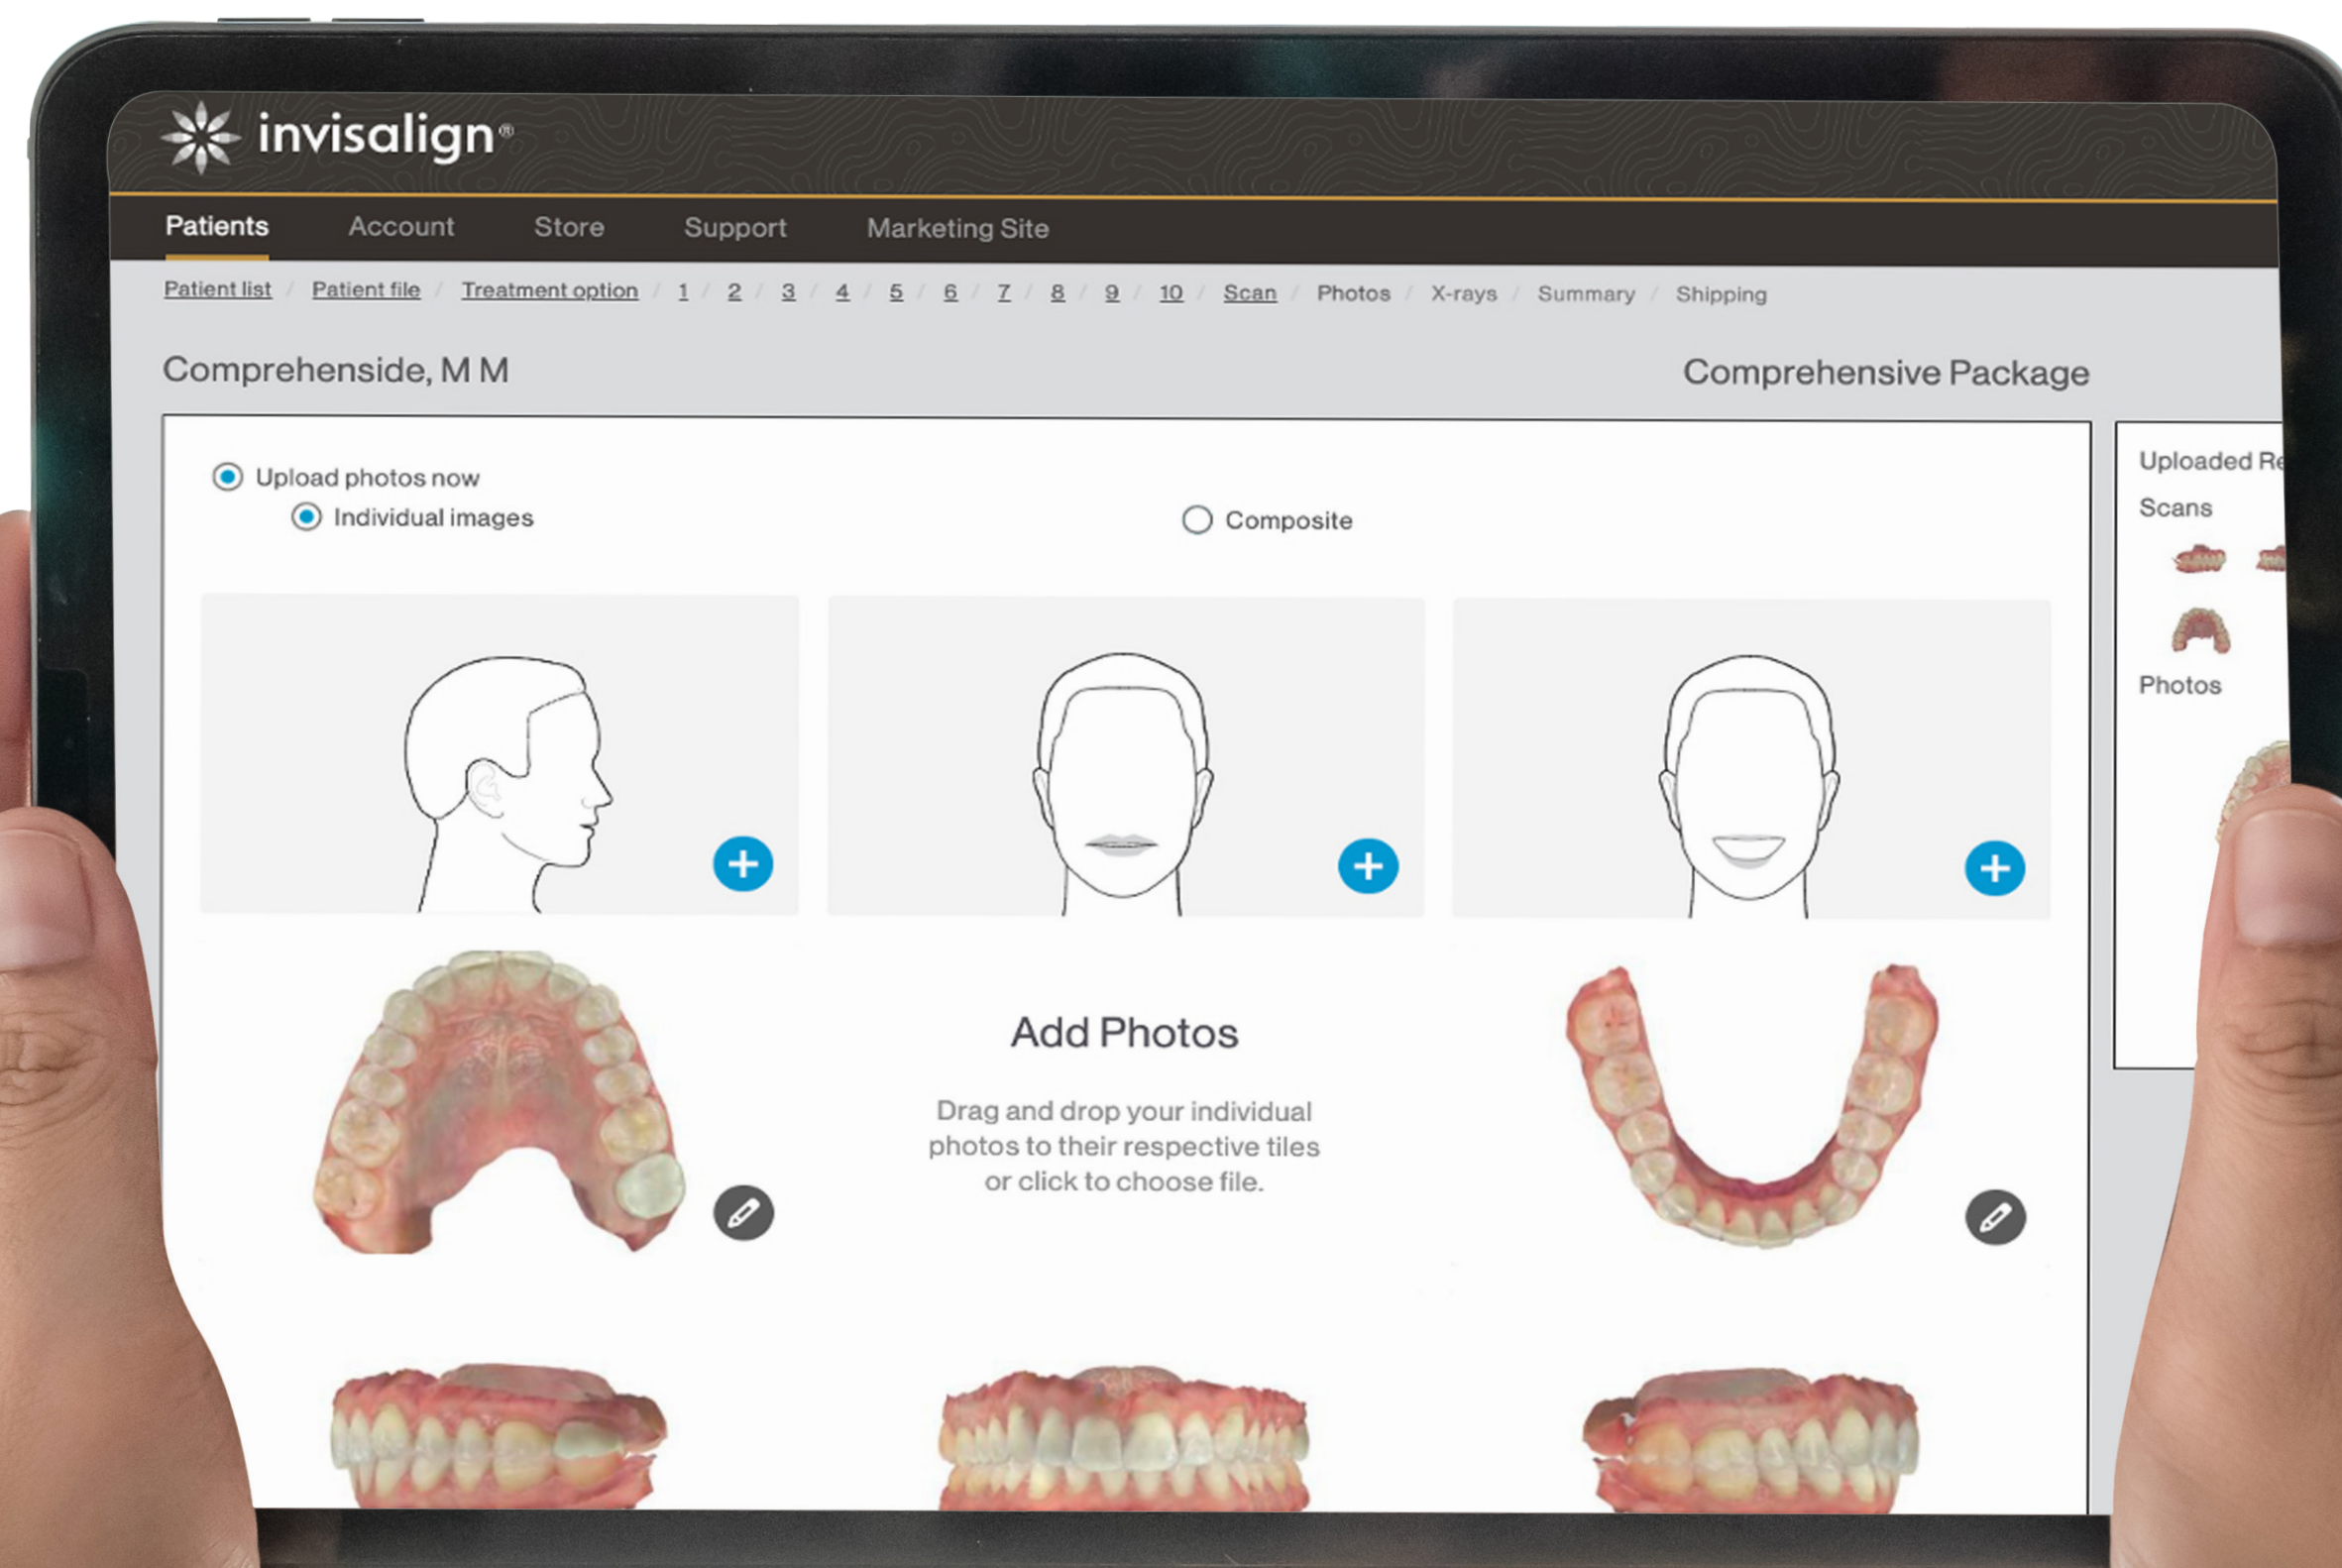 invisalign®
Patients Account Store Support Marketing Site
Patient list / Patient file / Treatment option / 1 / 2 / 3 / 4 / 5 / 6 / 7 / 8 / 9 / 10 / Scan / Photos / X-rays / Summary / Shipping
Comprehenside, M M
Comprehensive Package
Upload photos now
Individual images
Composite
Add Photos
Drag and drop your individual
photos to their respective tiles
or click to choose file.
Uploaded Re
Scans
Photos